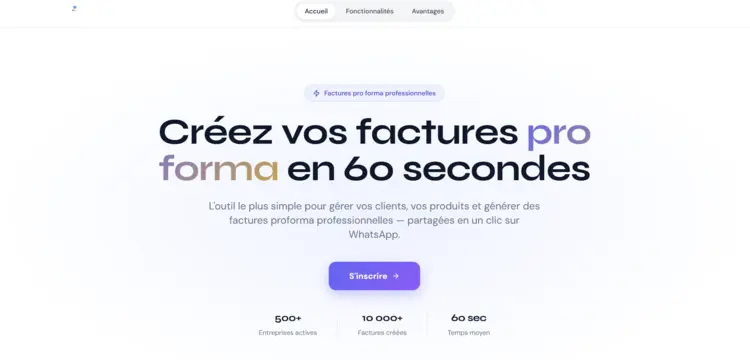 Accueil
Fonctionnalités
Avantages
Factures pro forma professionnelles
Créez vos factures pro
forma en 60 secondes
L'outil le plus simple pour gérer vos clients, vos produits et générer des
factures proforma professionnelles — partagées en un clic sur
WhatsApp.
S'inscrire
500+
Entreprises actives
10 000+
Factures créées
60 sec
Temps moyen